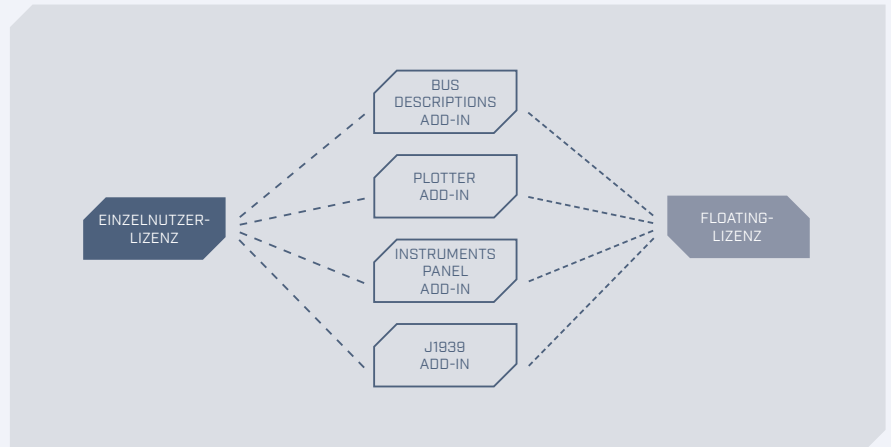 BUS
DESCRIPTIONS
ADD-IN
PLOTTER
ADD-IN
EINZELNUTZER-
LIZENZ
FLOATING-
LIZENZ
INSTRUMENTS
PANEL
ADD-IN
J1939
ADD-IN